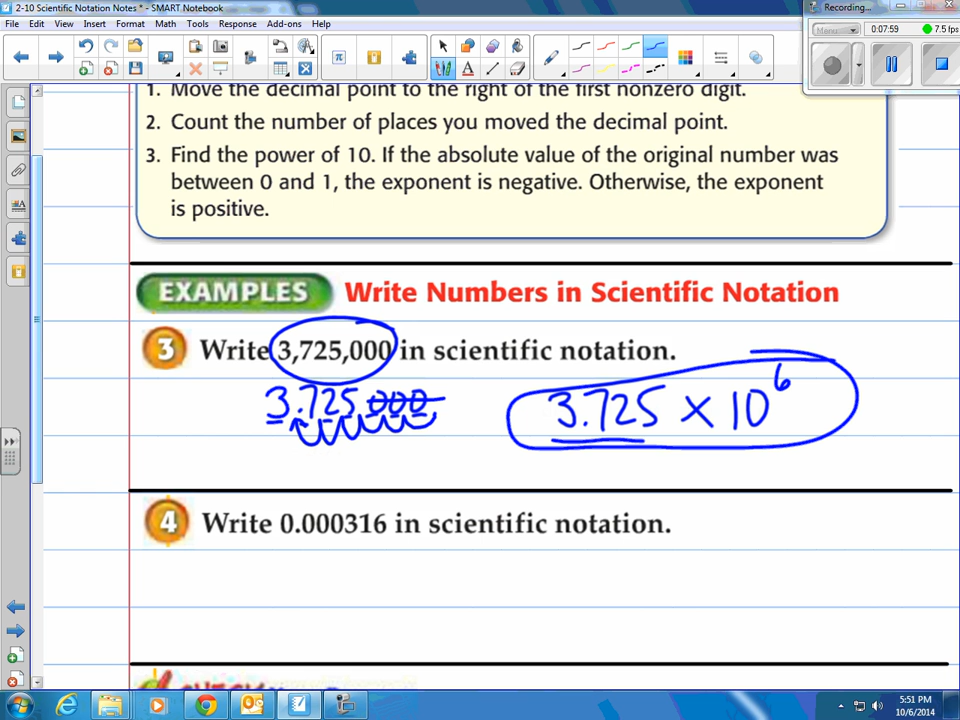 2-10 Scientific Notation Notes * - SMART Notebook
Recording...
File Edit View Insert Format Math Tools Response Add-ons Help
Menu
0:07:59
7.5 fps
1. Move the decimal point to the right of the first nonzero digit.
2. Count the number of places you moved the decimal point.
3. Find the power of 10. If the absolute value of the original number was
between 0 and 1, the exponent is negative. Otherwise, the exponent
is positive.
EXAMPLES Write Numbers in Scientific Notation
3 Write 3,725,000 in scientific notation.
3.725000
3.725 × 10⁶
4 Write 0.000316 in scientific notation.
5:51 PM
10/6/2014